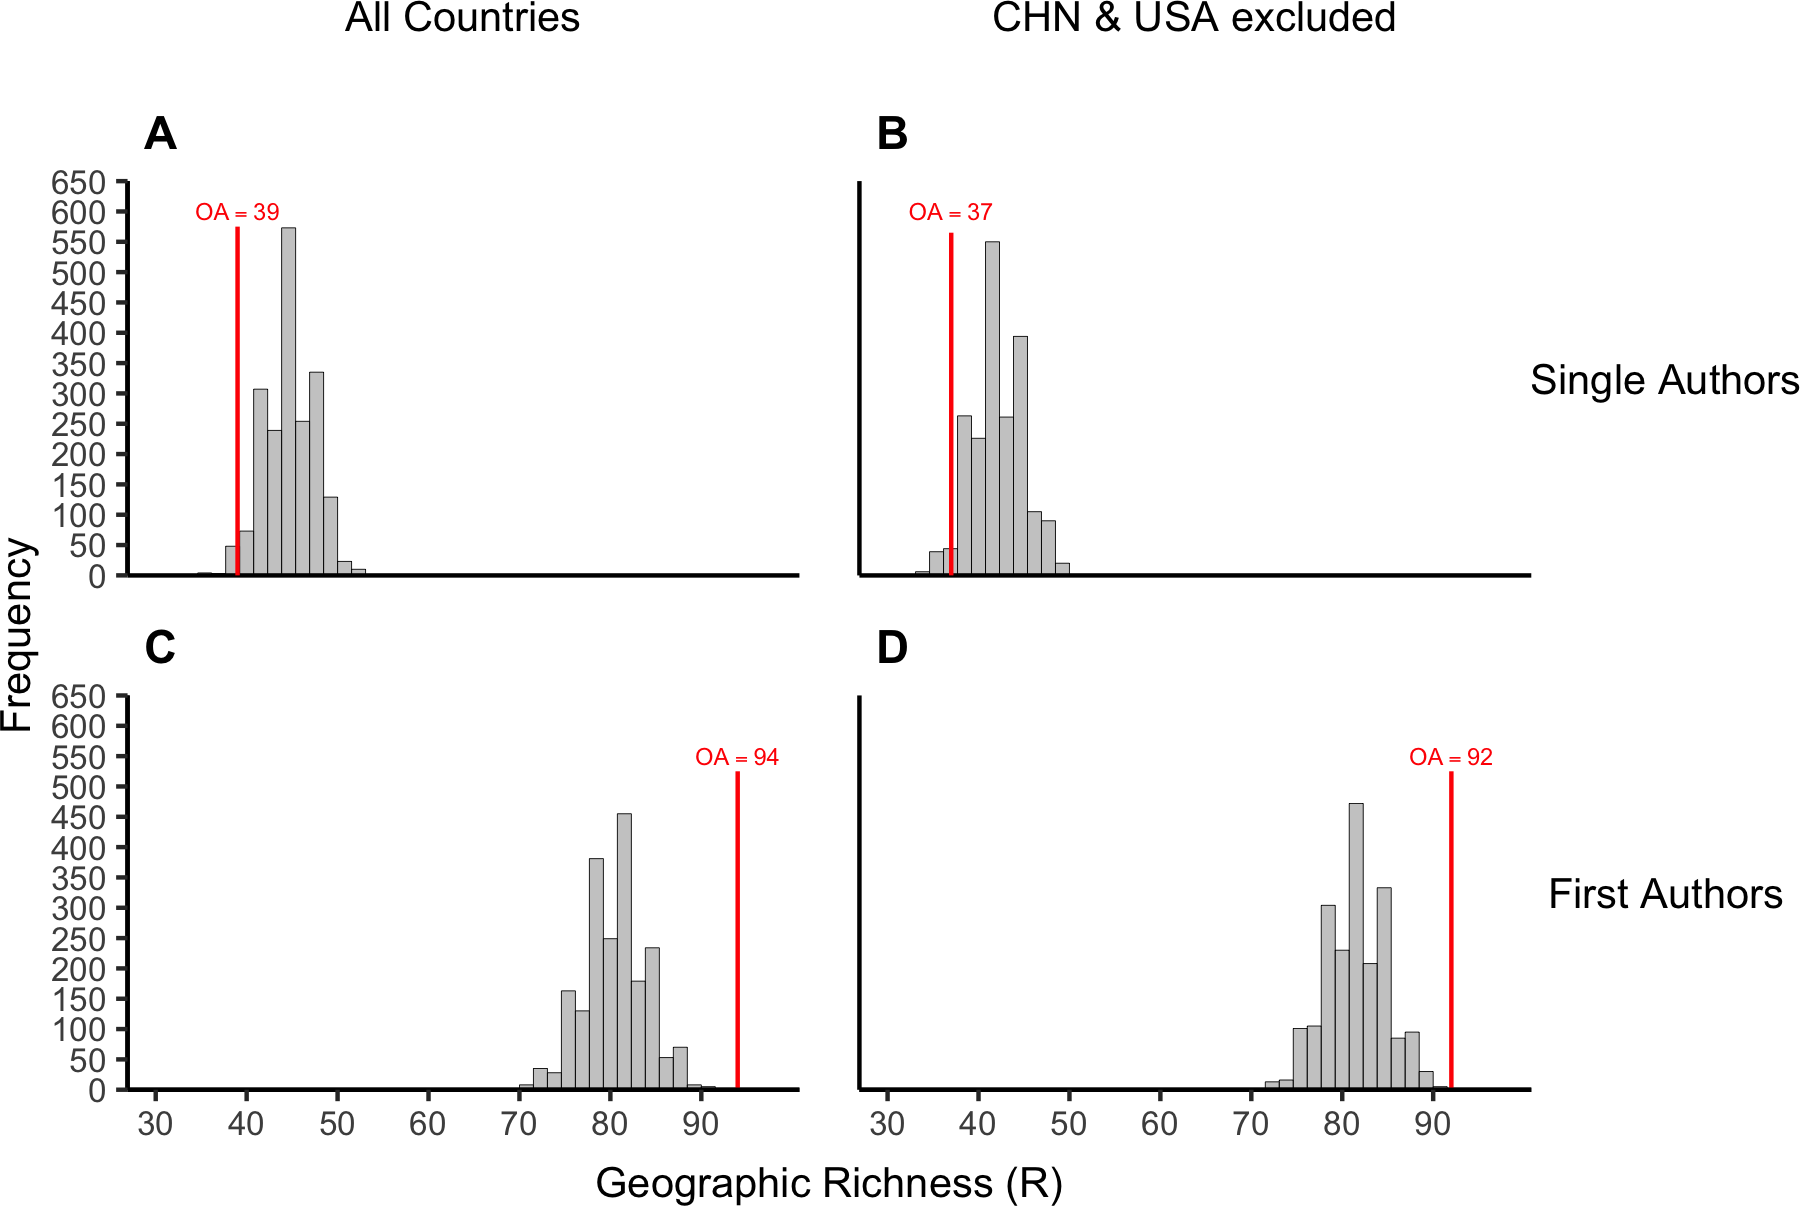 All Countries
CHN & USA excluded
A
B
650
600
550
500
450
400
350
300
250
200
150
100
50
0
OA = 39
OA = 37
Single Authors
Frequency
C
D
650
600
550
500
450
400
350
300
250
200
150
100
50
0
OA = 94
OA = 92
First Authors
30 40 50 60 70 80 90
30 40 50 60 70 80 90
Geographic Richness (R)